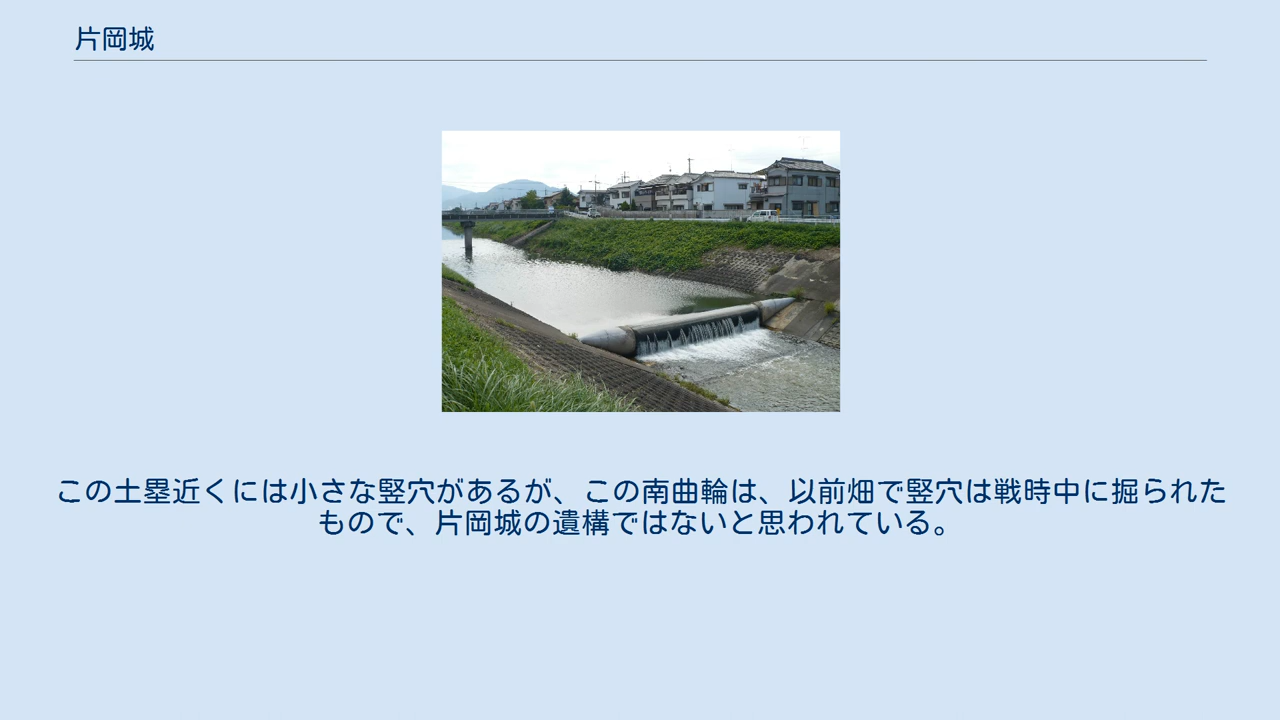 片岡城
この土塁近くには小さな竪穴があるが、この南曲輪は、以前畑で竪穴は戦時中に掘られた
もので、片岡城の遺構ではないと思われている。